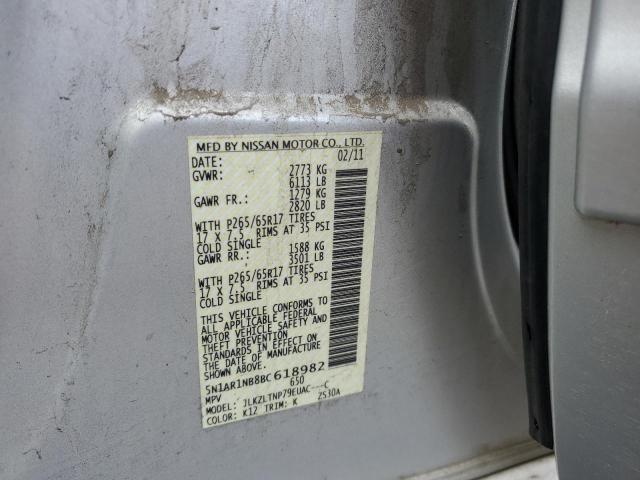 MFD BY NISSAN MOTOR CO., LTD.
DATE: 02/11
GVWR: 2773 KG
6113 LB
GAWR FR.: 1279 KG
2820 LB
WITH P265/65R17 TIRES
17 X 7.5 RIMS AT 35 PSI
COLD SINGLE
GAWR RR.: 1588 KG
3501 LB
WITH P265/65R17 TIRES
17 X 7.5 RIMS AT 35 PSI
COLD SINGLE
THIS VEHICLE CONFORMS TO
ALL APPLICABLE FEDERAL
MOTOR VEHICLE SAFETY AND
THEFT PREVENTION
STANDARDS IN EFFECT
ON THE DATE OF
MANUFACTURE SHOWN ABOVE.
5N1AR1NB8BC618982
MPV 650
MODEL: JLKZLTNP79EUAC---C
COLOR: K12 TRIM: K ZS30A